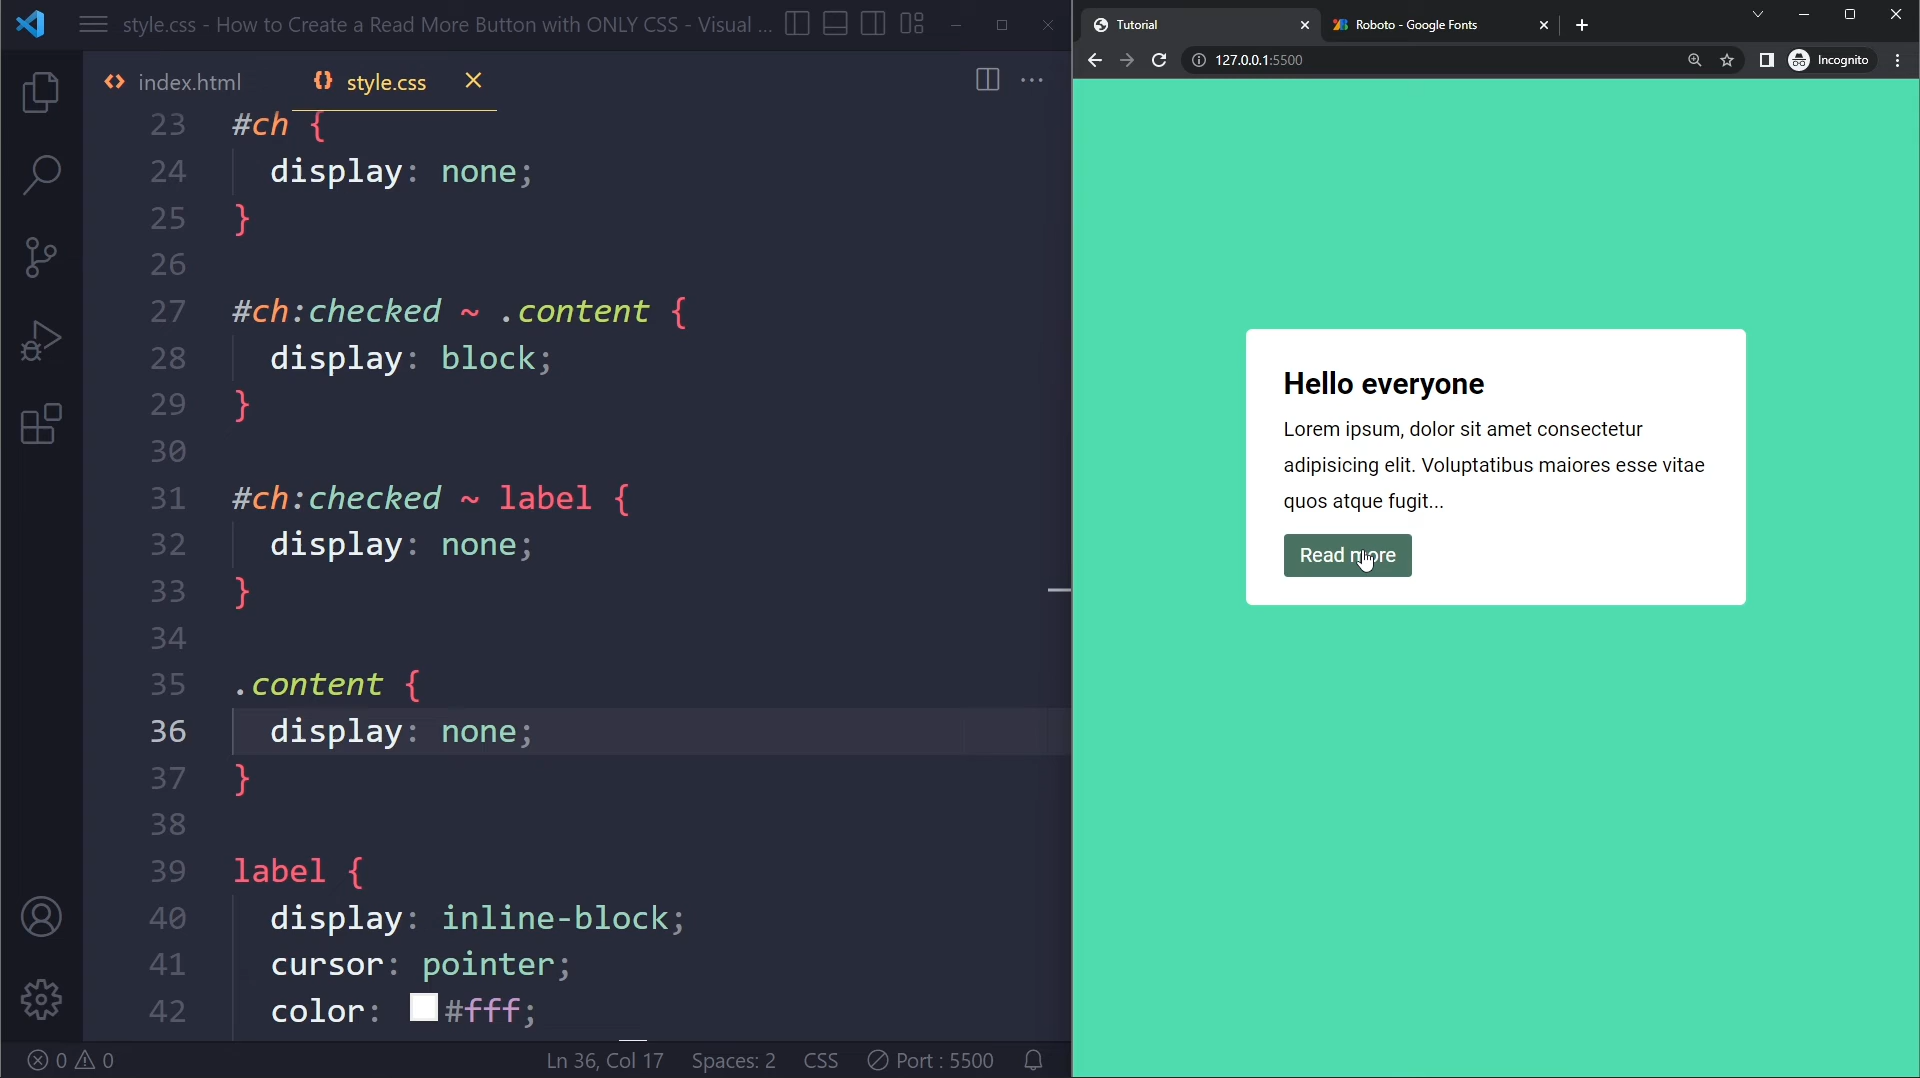 style.css - How to Create a Read More Button with ONLY CSS - Visual ...
index.html
style.css
23 #ch {
24 display: none;
25 }
26
27 #ch:checked ~ .content {
28 display: block;
29 }
30
31 #ch:checked ~ label {
32 display: none;
33 }
34
35 .content {
36 display: none;
37 }
38
39 label {
40 display: inline-block;
41 cursor: pointer;
42 color: #fff;
0 0 Ln 36, Col 17 Spaces: 2 CSS Port : 5500
Tutorial
Roboto - Google Fonts
127.0.0.1:5500
Incognito
Hello everyone
Lorem ipsum, dolor sit amet consectetur
adipisicing elit. Voluptatibus maiores esse vitae
quos atque fugit...
Read more